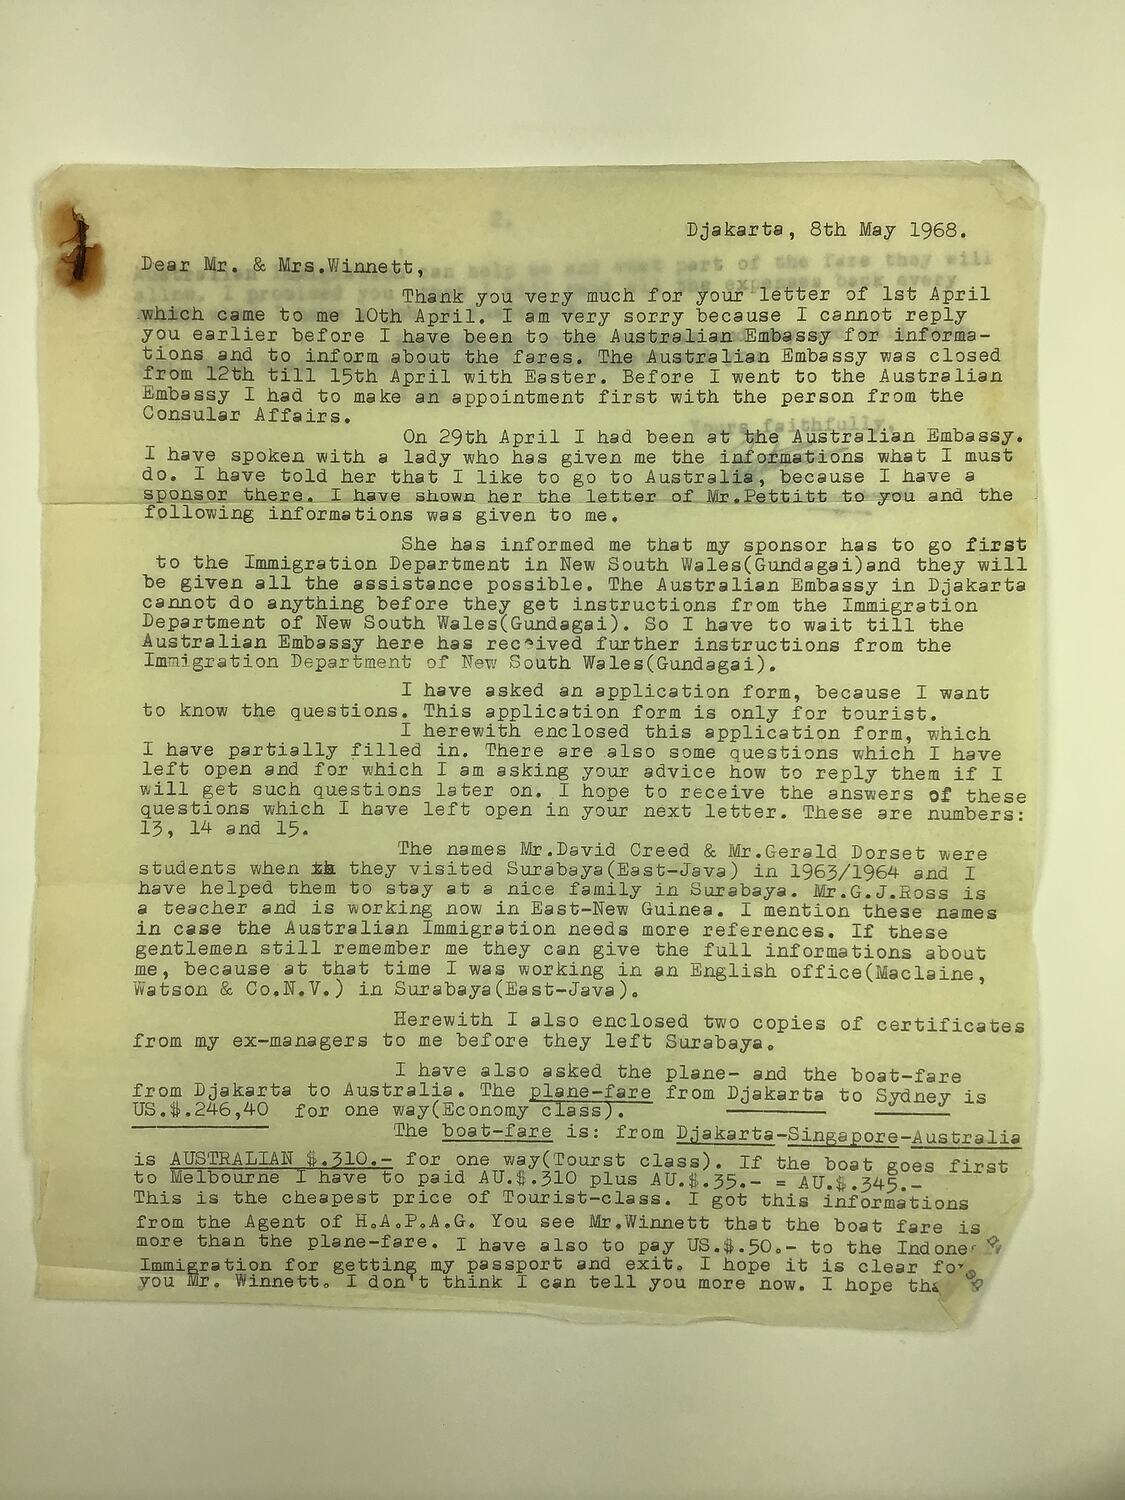 Djakarta, 8th May 1968.
Dear Mr. & Mrs.Winnett,
Thank you very much for your letter of 1st April
which came to me 10th April. I am very sorry because I cannot reply
you earlier before I have been to the Australian Embassy for informa-
tions and to inform about the fares. The Australian Embassy was closed
from 12th till 15th April with Easter. Before I went to the Australian
Embassy I had to make an appointment first with the person from the
Consular Affairs.
On 29th April I had been at the Australian Embassy.
I have spoken with a lady who has given me the informations what I must
do. I have told her that I like to go to Australia, because I have a
sponsor there. I have shown her the letter of Mr.Pettitt to you and the
following informations was given to me.
She has informed me that my sponsor has to go first
to the Immigration Department in New South Wales(Gundagai)and they will
be given all the assistance possible. The Australian Embassy in Djakarta
cannot do anything before they get instructions from the Immigration
Department of New South Wales(Gundagai). So I have to wait till the
Australian Embassy here has received further instructions from the
Immigration Department of New South Wales(Gundagai).
I have asked an application form, because I want
to know the questions. This application form is only for tourist.
I herewith enclosed this application form, which
I have partially filled in. There are also some questions which I have
left open and for which I am asking your advice how to reply them if I
will get such questions later on. I hope to receive the answers of these
questions which I have left open in your next letter. These are numbers:
13, 14 and 15.
The names Mr.David Creed & Mr.Gerald Dorset were
students when they visited Surabaya(East-Java) in 1963/1964 and I
have helped them to stay at a nice family in Surabaya. Mr.G.J.Ross is
a teacher and is working now in East-New Guinea. I mention these names
in case the Australian Immigration needs more references. If these
gentlemen still remember me they can give the full informations about
me, because at that time I was working in an English office(Maclaine,
Watson & Co.N.V.) in Surabaya(East-Java).
Herewith I also enclosed two copies of certificates
from my ex-managers to me before they left Surabaya.
I have also asked the plane- and the boat-fare
from Djakarta to Australia. The plane-fare from Djakarta to Sydney is
US.$.246,40 for one way(Economy class).
The boat-fare is: from Djakarta-Singapore-Australia
is AUSTRALIAN $.310.- for one way(Tourst class). If the boat goes first
to Melbourne I have to paid AU.$.310 plus AU.$.35.- = AU.$.345.-
This is the cheapest price of Tourist-class. I got this informations
from the Agent of H.A.P.A.G. You see Mr.Winnett that the boat fare is
more than the plane-fare. I have also to pay US.$.50.- to the
Immigration for getting my passport and exit. I hope it is clear
you Mr. Winnett. I don't think I can tell you more now. I hope